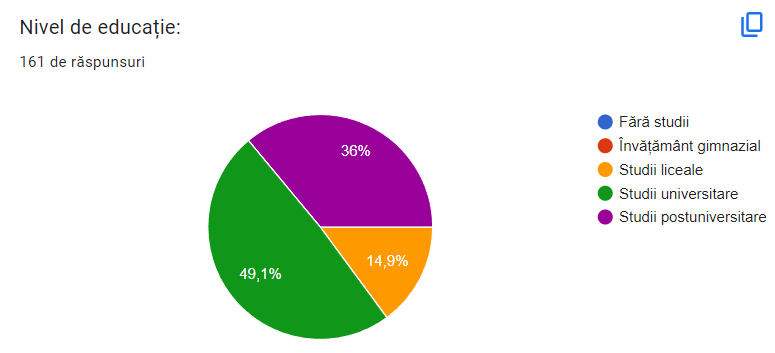 Nivel de educație:
161 de răspunsuri
36%
49,1%
14,9%
Fără studii
Învățământ gimnazial
Studii liceale
Studii universitare
Studii postuniversitare